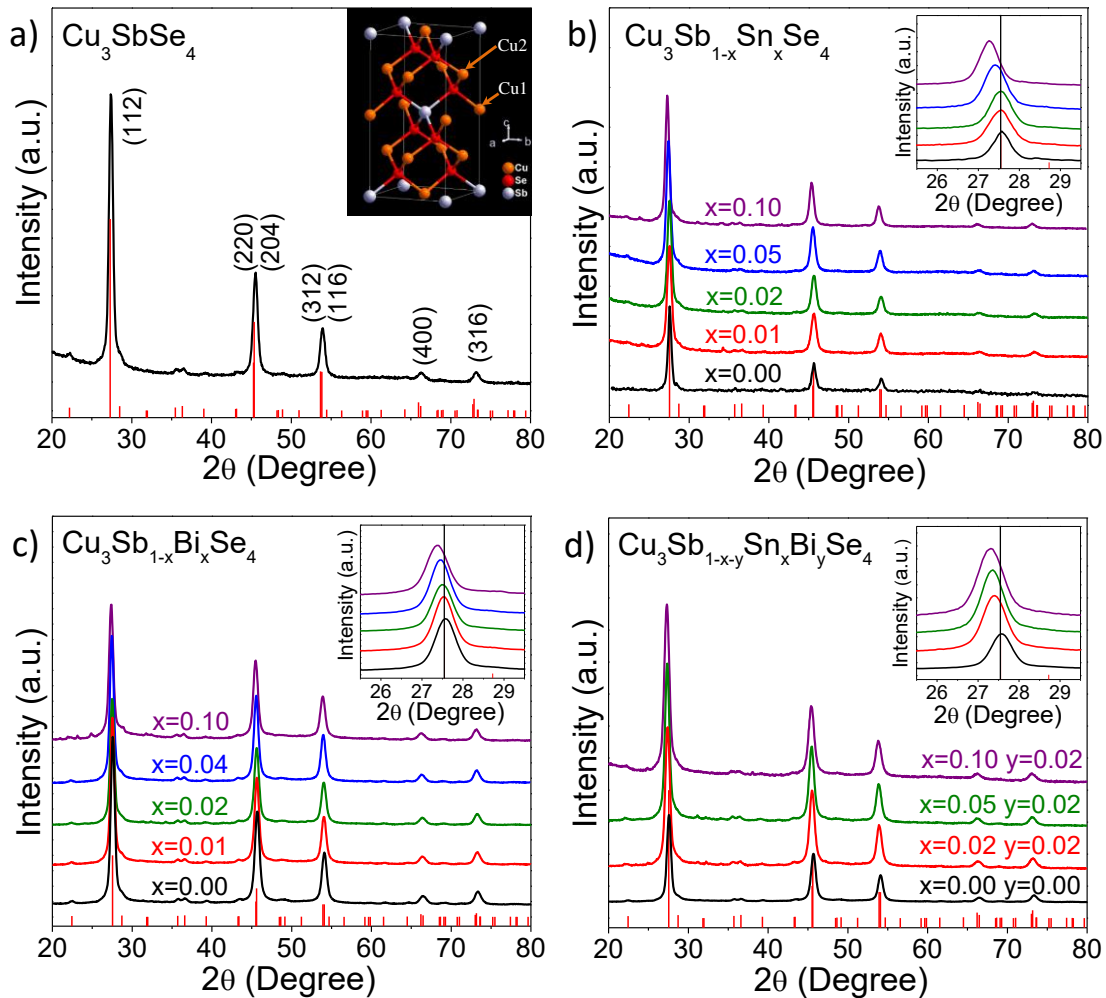 a) Cu₃SbSe₄
Intensity (a.u.)
(112)
(220)
(204)
(312)
(116)
(400)
(316)
Cu2
Cu1
c
a
b
Cu
Se
Sb
20 30 40 50 60 70 80
2θ (Degree)
b) Cu₃Sb₁₋ₓSnₓSe₄
Intensity (a.u.)
Intensity (a.u.)
26 27 28 29
2θ (Degree)
x=0.10
x=0.05
x=0.02
x=0.01
x=0.00
20 30 40 50 60 70 80
2θ (Degree)
c) Cu₃Sb₁₋ₓBiₓSe₄
Intensity (a.u.)
Intensity (a.u.)
26 27 28 29
2θ (Degree)
x=0.10
x=0.04
x=0.02
x=0.01
x=0.00
20 30 40 50 60 70 80
2θ (Degree)
d) Cu₃Sb₁₋ₓ₋ᵧSnₓBiᵧSe₄
Intensity (a.u.)
Intensity (a.u.)
26 27 28 29
2θ (Degree)
x=0.10 y=0.02
x=0.05 y=0.02
x=0.02 y=0.02
x=0.00 y=0.00
20 30 40 50 60 70 80
2θ (Degree)